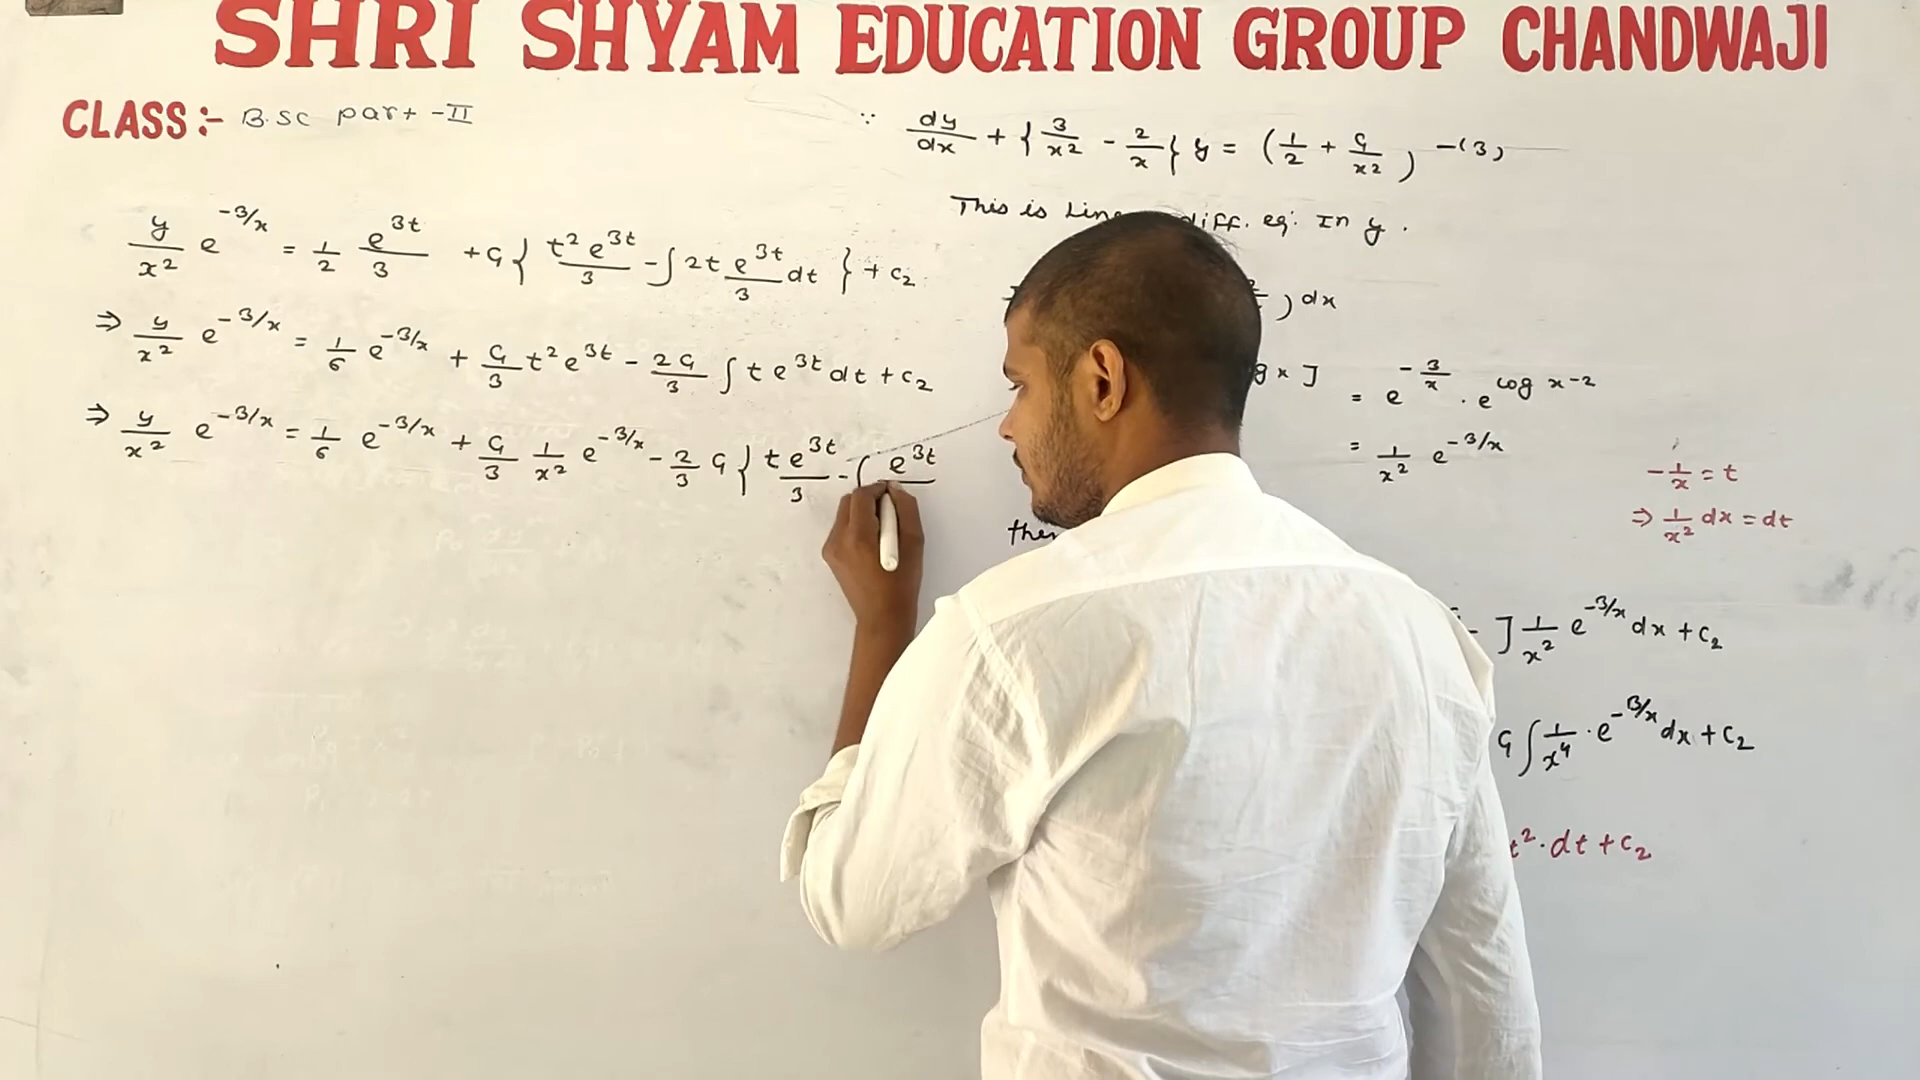 SHRI SHYAM EDUCATION GROUP CHANDWAJI
CLASS:- B.SC part-II
y/x² e^(-3/x) = 1/2 e^(3t)/3 + C₁ { t² e^(3t)/3 - ∫ 2t e^(3t)/3 dt } + c₂
⇒ y/x² e^(-3/x) = 1/6 e^(-3/x) + C₁/3 t² e^(3t) - 2C₁/3 ∫ t e^(3t) dt + c₂
⇒ y/x² e^(-3/x) = 1/6 e^(-3/x) + C₁/3 1/x² e^(-3/x) - 2/3 C₁ { t e^(3t)/3 - ∫ e^(3t)
∵ dy/dx + { 3/x² - 2/x } y = ( 1/2 + C₁/x² ) -(3)
This is diff. eq. In y.
) dx
x ] = e^(-3/x) . e^(log x^-2)
= 1/x² e^(-3/x)
-1/x = t
⇒ 1/x² dx = dt
] 1/x² e^(-3/x) dx + c₂
C₁ ∫ 1/x⁴ . e^(-3/x) dx + c₂
t² . dt + c₂